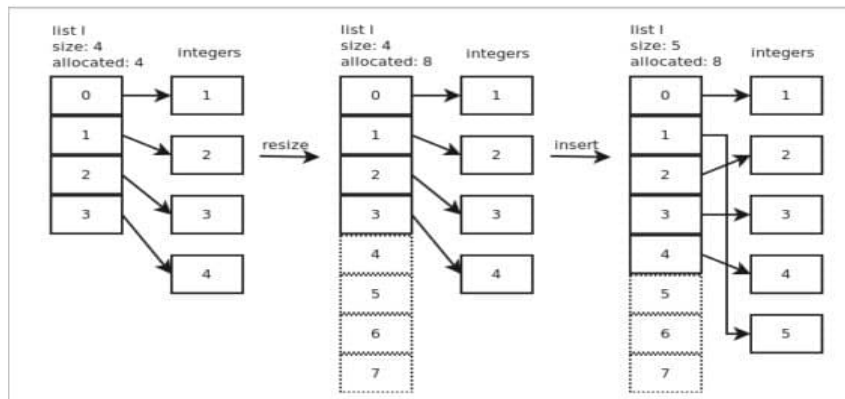 list l
size: 4
allocated: 4
integers
0
1
1
2
2
3
3
4
resize
list l
size: 4
allocated: 8
integers
0
1
1
2
2
3
3
4
4
5
6
7
insert
list l
size: 5
allocated: 8
integers
0
1
1
2
2
3
3
4
4
5
5
6
7